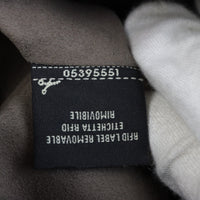 05395551
RFID LABEL REMOVABLE
ETICHETTA RFID
RIMOVIBILE